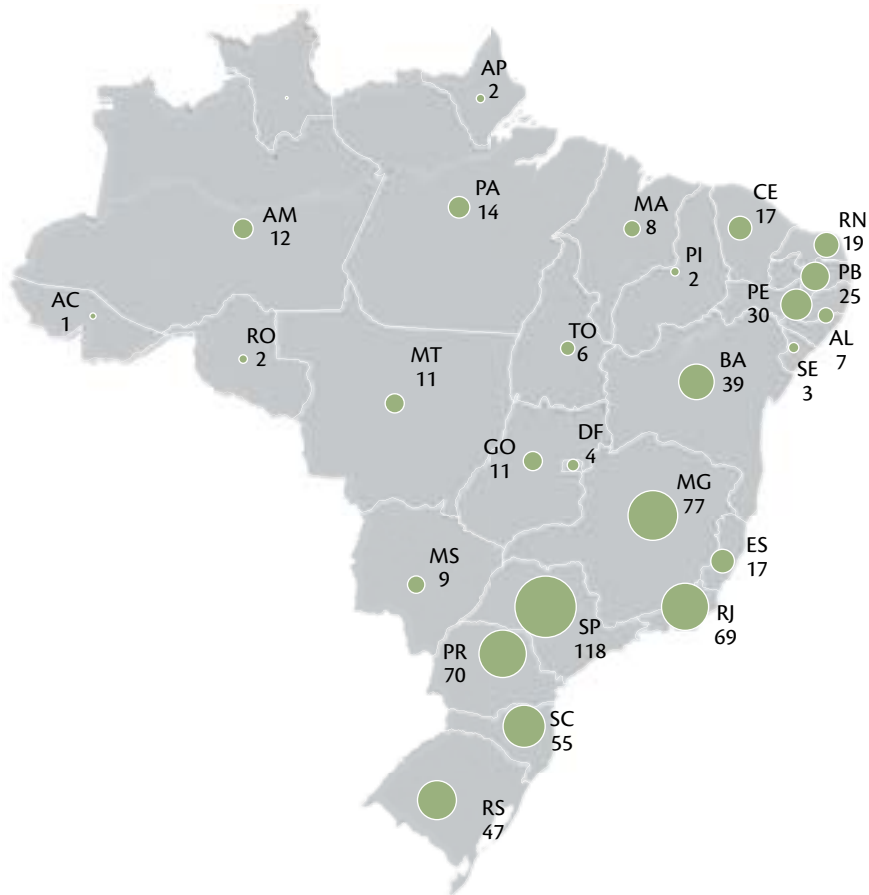 AP
2
PA
14
AM
12
MA
8
CE
17
RN
19
PI
2
PB
25
PE
30
AC
1
RO
2
TO
6
AL
7
MT
11
BA
39
SE
3
GO
11
DF
4
MG
77
MS
9
ES
17
SP
118
RJ
69
PR
70
SC
55
RS
47